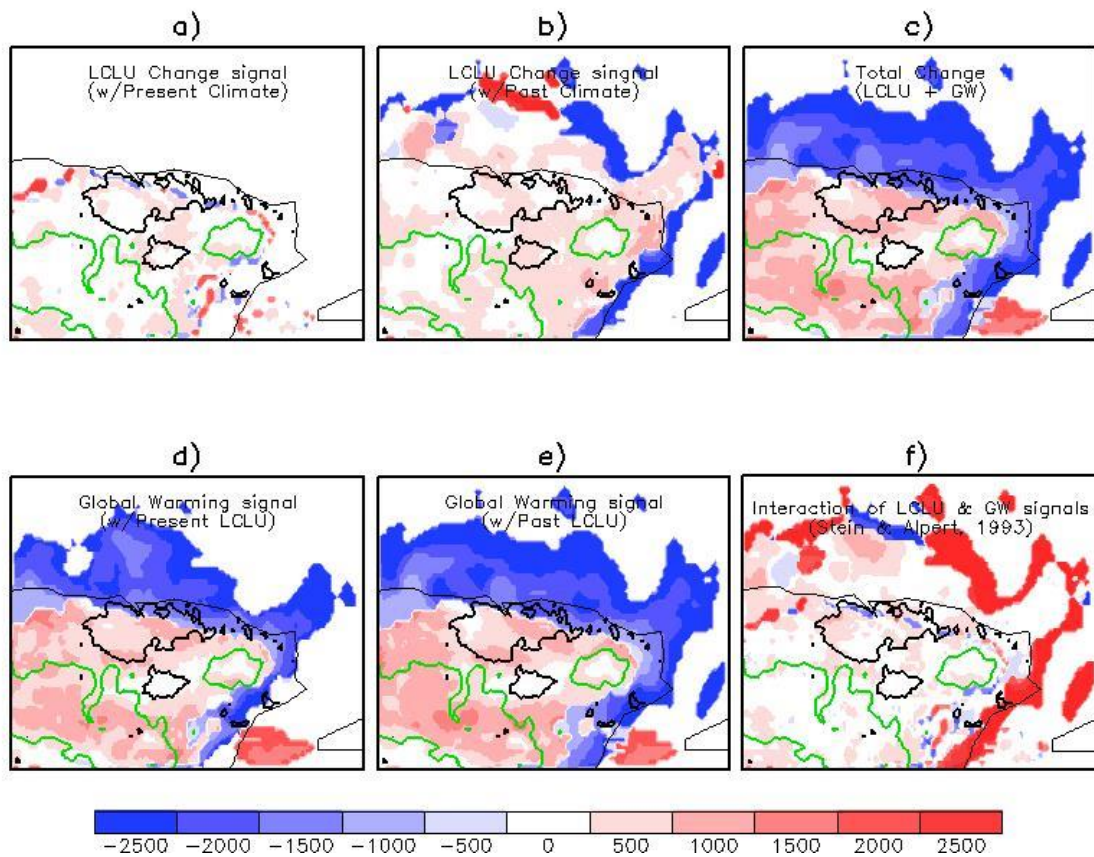 a)
LCLU Change signal
(w/Present Climate)
b)
LCLU Change singnal
(w/Past Climate)
c)
Total Change
(LCLU + GW)
d)
Global Warming signal
(w/Present LCLU)
e)
Global Warming signal
(w/Past LCLU)
f)
Interaction of LCLU & GW signals
(Stein & Alpert, 1993)
-2500 -2000 -1500 -1000 -500 0 500 1000 1500 2000 2500